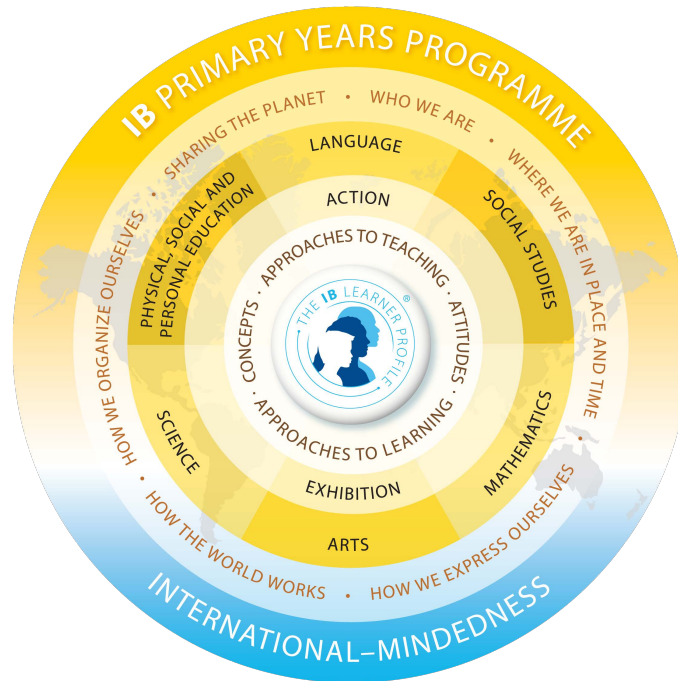 IB PRIMARY YEARS PROGRAMME
SHARING THE PLANET • WHO WE ARE • WHERE WE ARE IN PLACE AND TIME • HOW WE EXPRESS OURSELVES • HOW THE WORLD WORKS • HOW WE ORGANIZE OURSELVES •
LANGUAGE
SOCIAL STUDIES
MATHEMATICS
ARTS
SCIENCE
PHYSICAL, SOCIAL AND
PERSONAL EDUCATION
ACTION
EXHIBITION
APPROACHES TO TEACHING · ATTITUDES · APPROACHES TO LEARNING · CONCEPTS ·
• THE IB LEARNER PROFILE •
®
INTERNATIONAL–MINDEDNESS